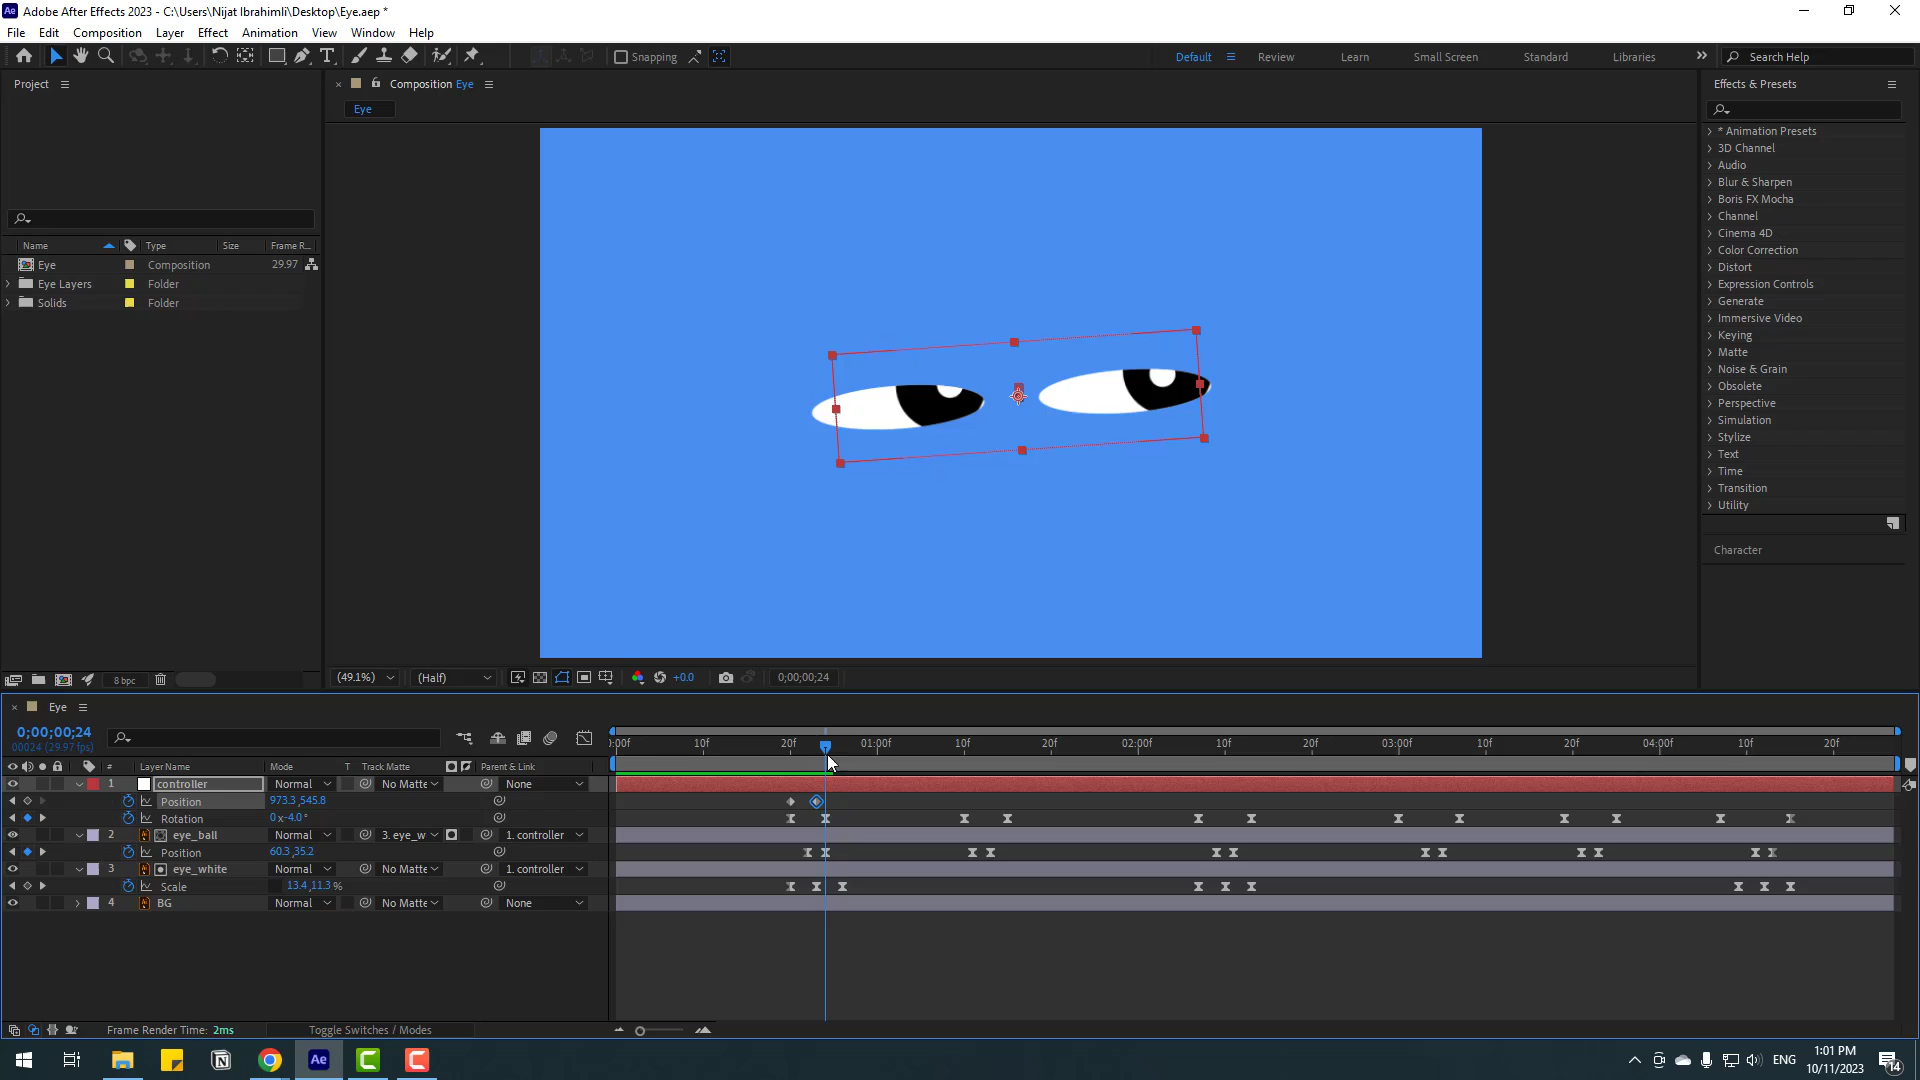 Adobe After Effects 2023 - C:\Users\Nijat Ibrahimli\Desktop\Eye.aep *
File Edit Composition Layer Effect Animation View Window Help
Snapping Default Review Learn Small Screen Standard Libraries Search Help
Project
Composition Eye
Eye
Effects & Presets
* Animation Presets
3D Channel
Audio
Blur & Sharpen
Boris FX Mocha
Channel
Cinema 4D
Color Correction
Distort
Expression Controls
Generate
Immersive Video
Keying
Matte
Noise & Grain
Obsolete
Perspective
Simulation
Stylize
Text
Time
Transition
Utility
Character
Name Type Size Frame R...
Eye Composition 29.97
Eye Layers Folder
Solids Folder
8 bpc
(49.1%) (Half) +0.0 0;00;00;24
Eye
0;00;00;24
00024 (29.97 fps)
:00f 10f 20f 01:00f 10f 20f 02:00f 10f 20f 03:00f 10f 20f 04:00f 10f 20f
# Layer Name Mode T Track Matte Parent & Link
1 controller Normal No Matte None
Position 973.3,545.8
Rotation 0x-4.0°
2 eye_ball Normal 3. eye_w 1. controller
Position 60.3,35.2
3 eye_white Normal No Matte 1. controller
Scale 13.4,11.3%
4 BG Normal No Matte None
Frame Render Time: 2ms Toggle Switches / Modes
ENG
1:01 PM
10/11/2023
14